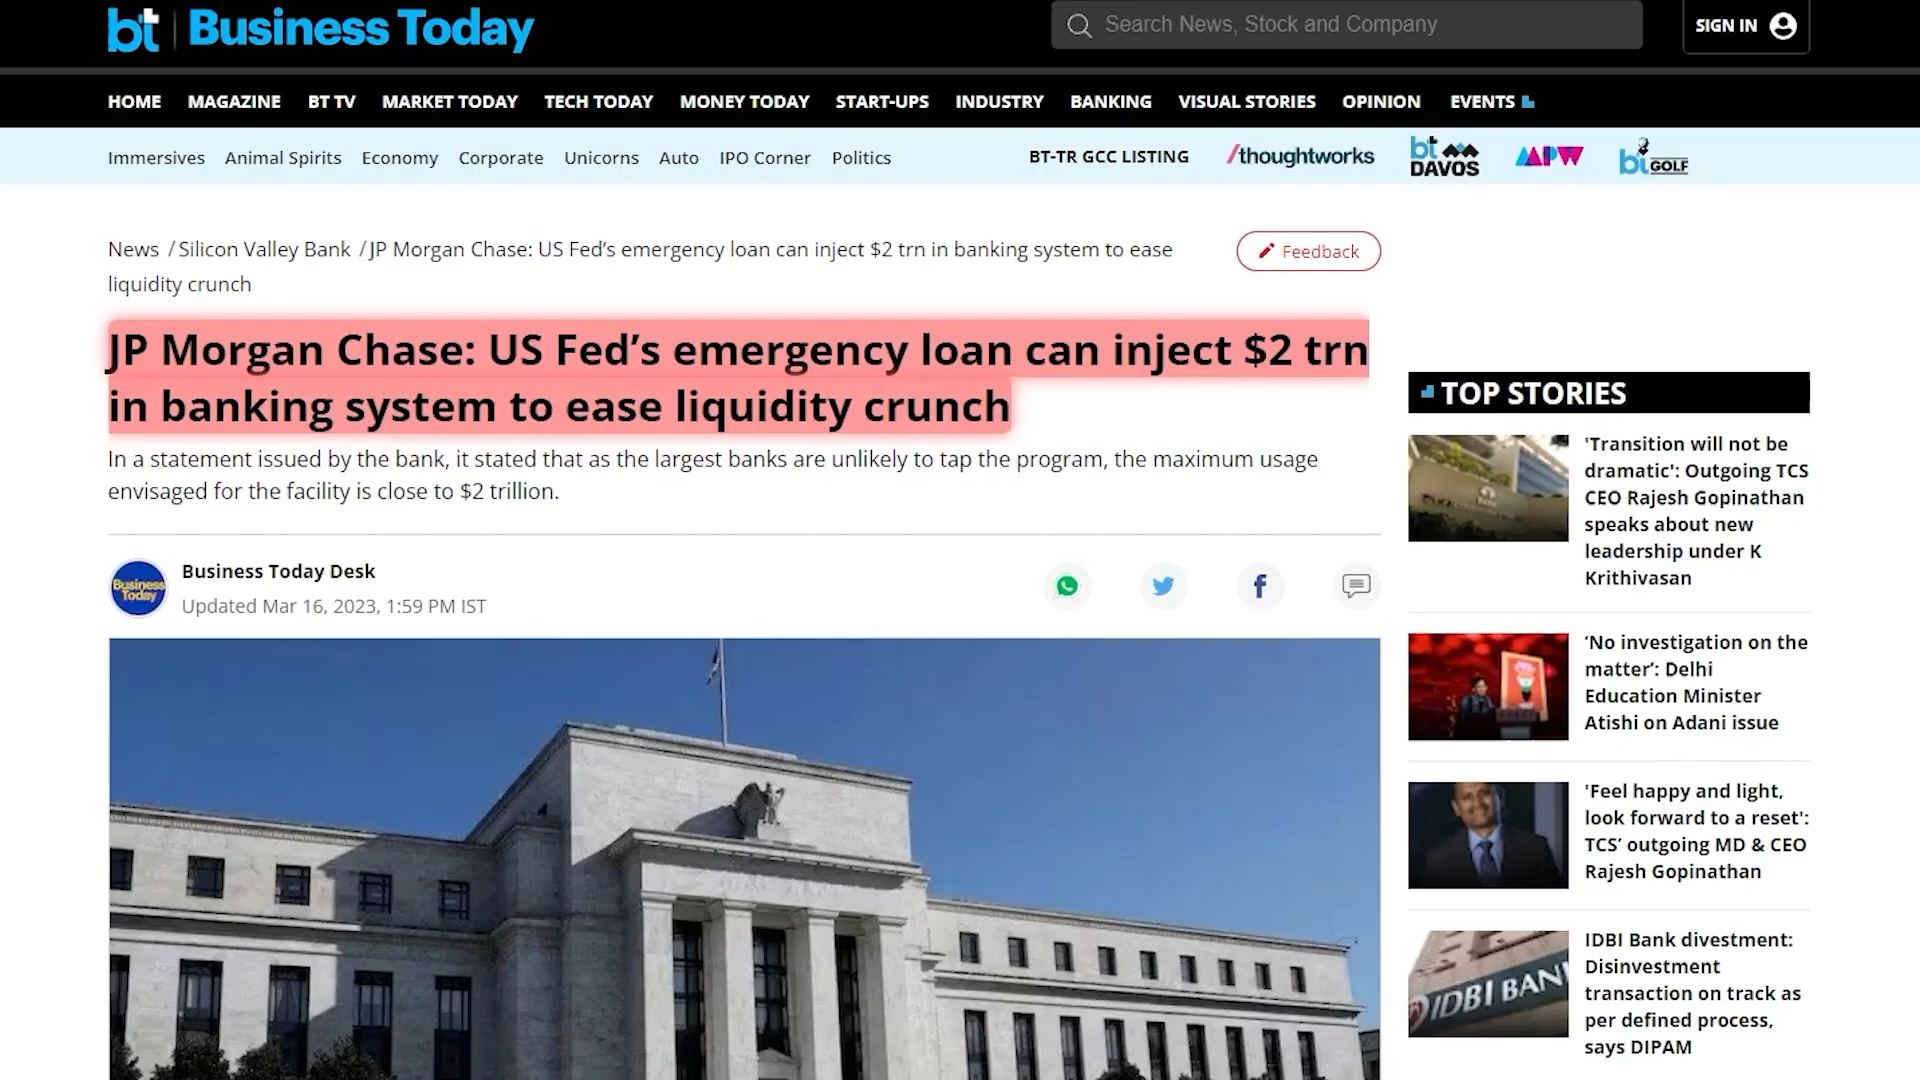 bt Business Today
Search News, Stock and Company
SIGN IN
HOME MAGAZINE BT TV MARKET TODAY TECH TODAY MONEY TODAY START-UPS INDUSTRY BANKING VISUAL STORIES OPINION EVENTS
Immersives Animal Spirits Economy Corporate Unicorns Auto IPO Corner Politics
BT-TR GCC LISTING /thoughtworks bt DAVOS MPW bt GOLF
News / Silicon Valley Bank / JP Morgan Chase: US Fed’s emergency loan can inject $2 trn in banking system to ease
liquidity crunch
Feedback
JP Morgan Chase: US Fed’s emergency loan can inject $2 trn
in banking system to ease liquidity crunch
In a statement issued by the bank, it stated that as the largest banks are unlikely to tap the program, the maximum usage
envisaged for the facility is close to $2 trillion.
Business Today
Business Today Desk
Updated Mar 16, 2023, 1:59 PM IST
TOP STORIES
'Transition will not be
dramatic': Outgoing TCS
CEO Rajesh Gopinathan
speaks about new
leadership under K
Krithivasan
‘No investigation on the
matter’: Delhi
Education Minister
Atishi on Adani issue
'Feel happy and light,
look forward to a reset':
TCS’ outgoing MD & CEO
Rajesh Gopinathan
IDBI BAN
IDBI Bank divestment:
Disinvestment
transaction on track as
per defined process,
says DIPAM